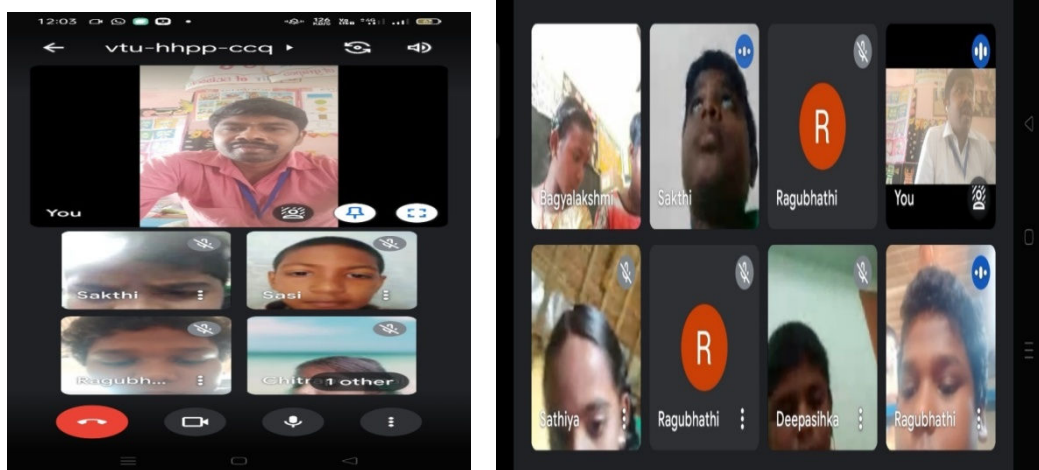 12:03
vtu-hhpp-ccq
You
Sakthi
Sasi
Ragubh...
1 other
Bagyalakshmi
Sakthi
R
Ragubhathi
You
Sathiya
R
Ragubhathi
Deepasihka
Ragubhathi